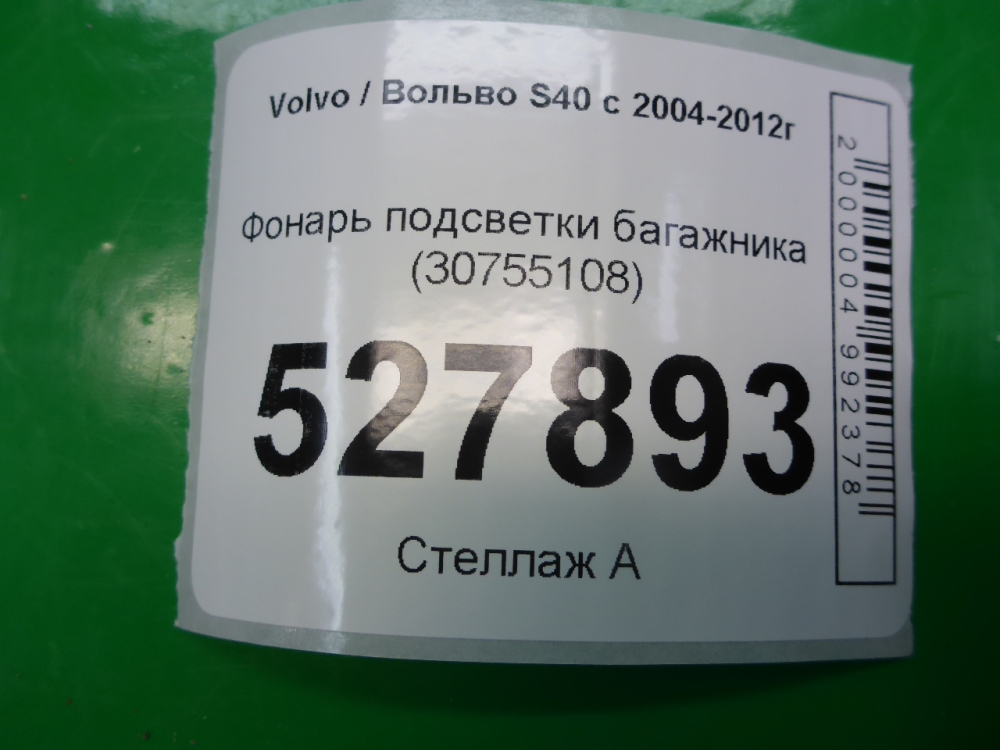 Volvo / Вольво S40 с 2004-2012г
Фонарь подсветки багажника
(30755108)
527893
Стеллаж А
2000004992378